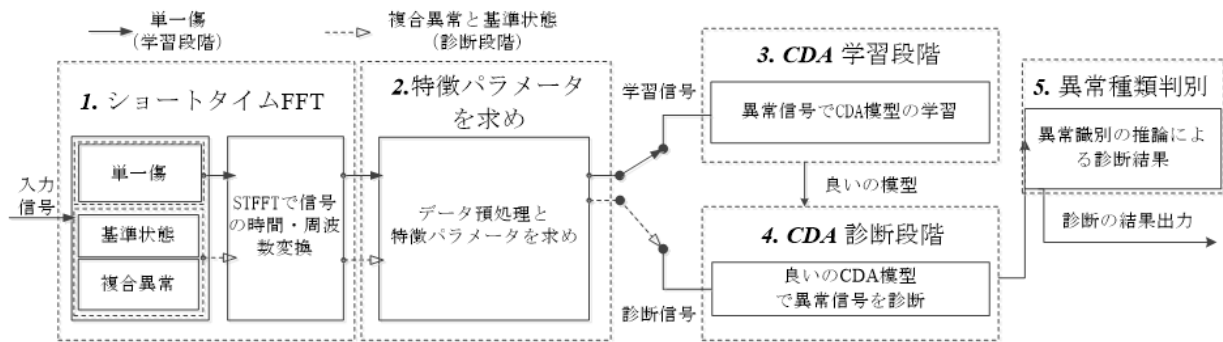 単一傷
(学習段階)
複合異常と基準状態
(診断段階)
1. ショートタイムFFT
入力
信号
単一傷
基準状態
複合異常
STFFTで信号
の時間・周波
数変換
2.特徴パラメータ
を求め
データ預処理と
特徴パラメータを求め
学習信号
診断信号
3. CDA 学習段階
異常信号でCDA模型の学習
良いの模型
4. CDA 診断段階
良いのCDA模型
で異常信号を診断
5. 異常種類判別
異常識別の推論によ
る診断結果
診断の結果出力